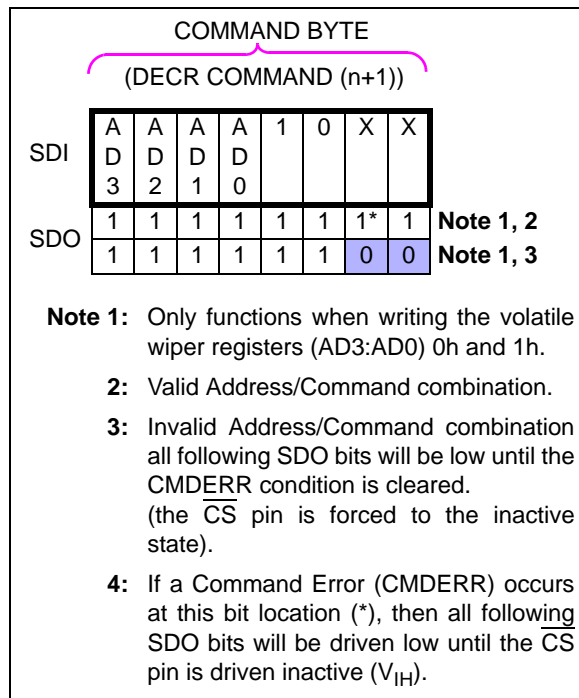 COMMAND BYTE
(DECR COMMAND (n+1))
SDI
A A A A 1 0 X X
D D D D
3 2 1 0
SDO
1 1 1 1 1 1 1* 1 Note 1, 2
1 1 1 1 1 1 0 0 Note 1, 3
Note 1: Only functions when writing the volatile
wiper registers (AD3:AD0) 0h and 1h.
2: Valid Address/Command combination.
3: Invalid Address/Command combination
all following SDO bits will be low until the
CMDERR condition is cleared.
(the CS pin is forced to the inactive
state).
4: If a Command Error (CMDERR) occurs
at this bit location (*), then all following
SDO bits will be driven low until the CS
pin is driven inactive (VIH).